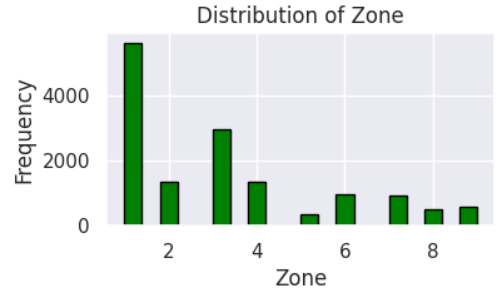 Distribution of Zone
Frequency
4000
2000
0
2 4 6 8
Zone